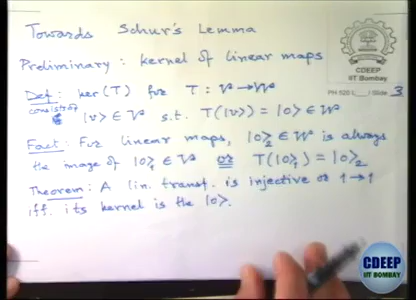 Towards Schur's Lemma
Preliminary : kernel of linear maps
CDEEP
IIT Bombay
PH 520 L / Slide 3
Def : ker(T) for T : V → W
consists of |v> ∈ V s.t. T(|v>) = |0> ∈ W
Fact : For linear maps, |0>₂ ∈ W is always
the image of |0>₁ ∈ V or T(|0>₁) = |0>₂
Theorem : A lin. transf. is injective or 1→1
iff. its kernel is the |0>.
CDEEP
IIT BOMBAY